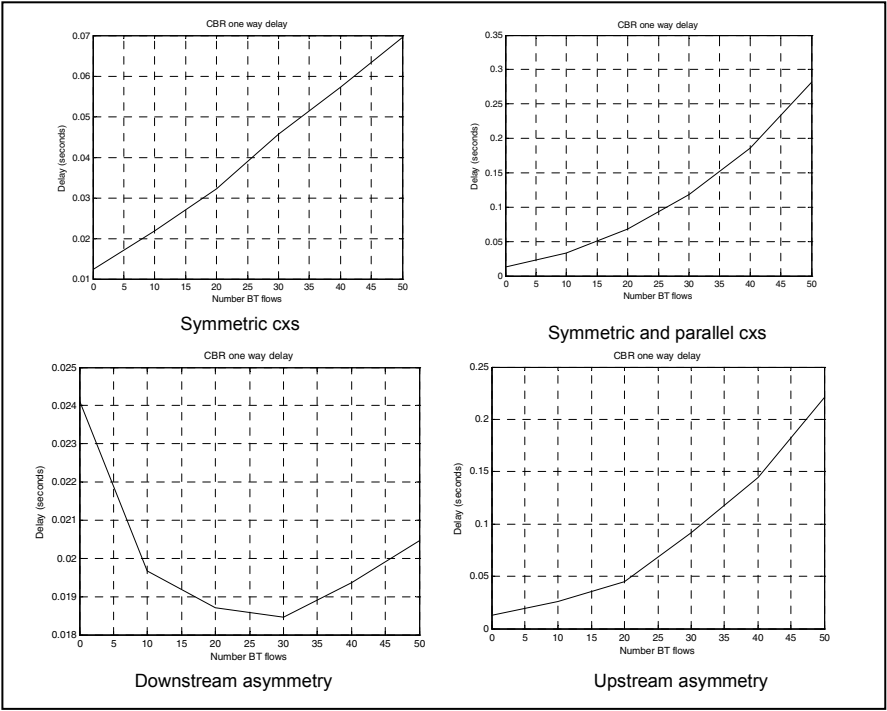 CBR one way delay
0.07
0.06
0.05
0.04
0.03
0.02
0.01
Delay (seconds)
0 5 10 15 20 25 30 35 40 45 50
Number BT flows
Symmetric cxs
CBR one way delay
0.35
0.3
0.25
0.2
0.15
0.1
0.05
0
Delay (seconds)
0 5 10 15 20 25 30 35 40 45 50
Number BT flows
Symmetric and parallel cxs
CBR one way delay
0.025
0.024
0.023
0.022
0.021
0.02
0.019
0.018
Delay (seconds)
0 5 10 15 20 25 30 35 40 45 50
Number BT flows
Downstream asymmetry
CBR one way delay
0.25
0.2
0.15
0.1
0.05
0
Delay (seconds)
0 5 10 15 20 25 30 35 40 45 50
Number BT flows
Upstream asymmetry